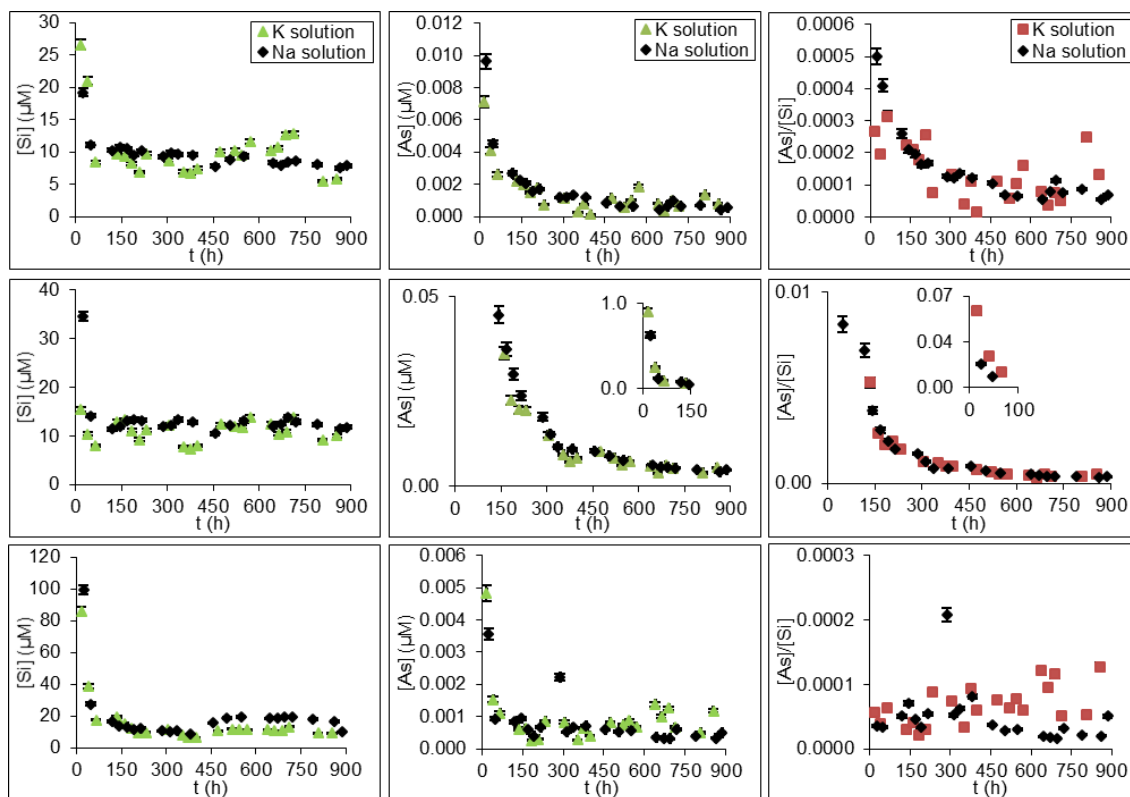 [Si] (µM)
30
25
20
15
10
5
0
K solution
Na solution
0 150 300 450 600 750 900
t (h)
[As] (µM)
0.012
0.010
0.007
0.005
0.002
0.000
K solution
Na solution
0 150 300 450 600 750 900
t (h)
[As]/[Si]
0.0006
0.0005
0.0004
0.0003
0.0002
0.0001
0.0000
K solution
Na solution
0 150 300 450 600 750 900
t (h)
[Si] (µM)
40
30
20
10
0
0 150 300 450 600 750 900
t (h)
[As] (µM)
0.05
0.00
1.0
0.0
0 150
0 150 300 450 600 750 900
t (h)
[As]/[Si]
0.01
0.00
0.07
0.04
0.00
0 100
0 150 300 450 600 750 900
t (h)
[Si] (µM)
120
100
80
60
40
20
0
0 150 300 450 600 750 900
t (h)
[As] (µM)
0.006
0.005
0.004
0.003
0.002
0.001
0.000
0 150 300 450 600 750 900
t (h)
[As]/[Si]
0.0003
0.0002
0.0001
0.0000
0 150 300 450 600 750 900
t (h)